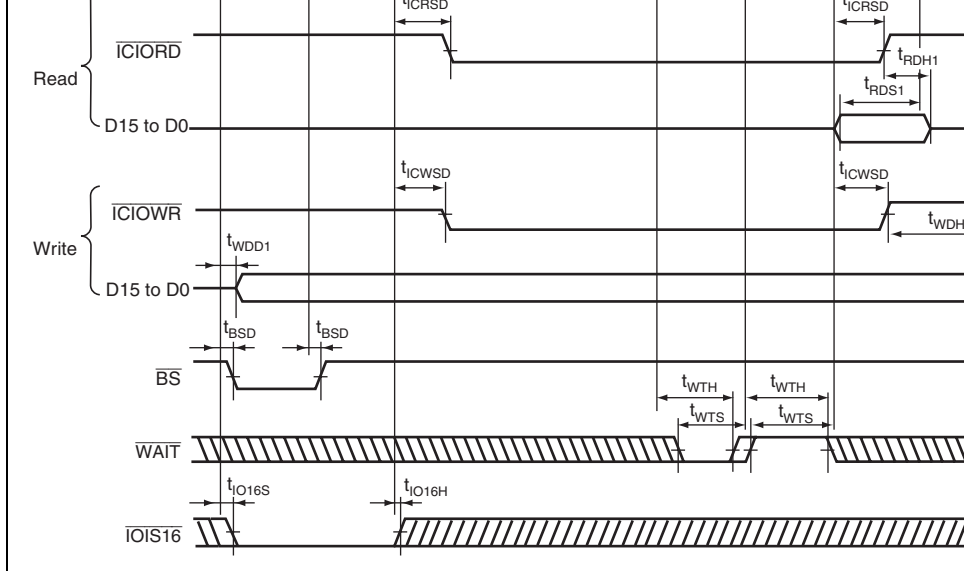 tICRSD tICRSD
ICIORD
tRDH1
Read
tRDS1
D15 to D0
tICWSD tICWSD
ICIOWR
tWDH
Write
tWDD1
D15 to D0
tBSD tBSD
BS
tWTH tWTH
tWTS tWTS
WAIT
tIO16S tIO16H
IOIS16